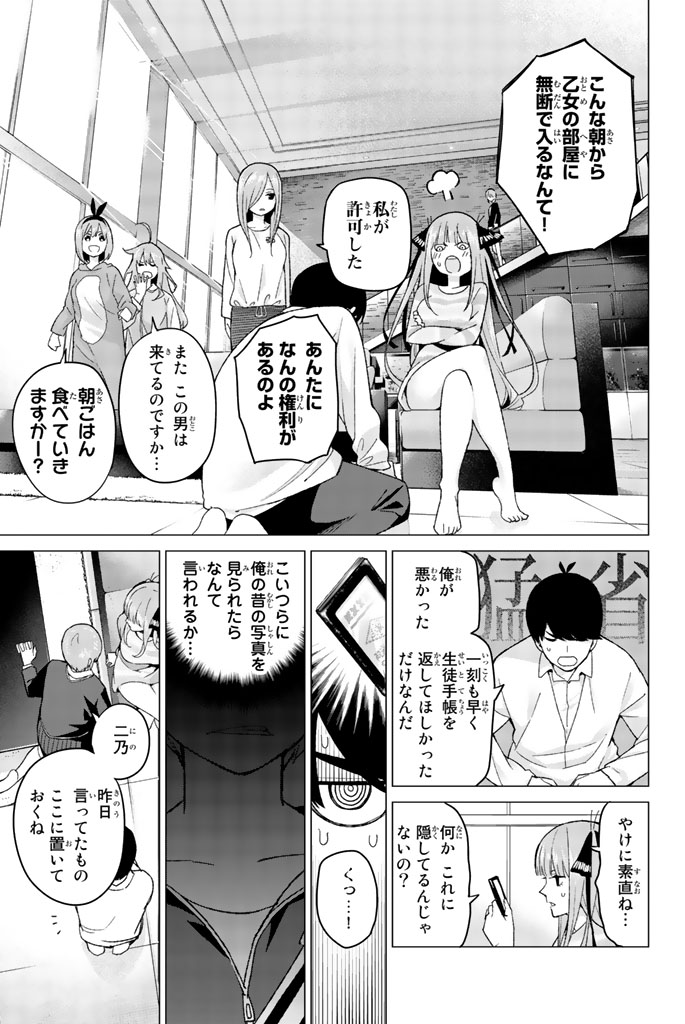 こんな朝から
乙女の部屋に
無断で入るなんて！
私が
許可した
あんたに
なんの権利が
あるのよ
また この男は
来てるのですか…
朝ごはん
食べていき
ますかー？
猛省
俺が
悪かった
一刻も早く
生徒手帳を
返してほしかった
だけなんだ
やけに素直ね…
何か これに
隠してるんじゃ
ないの？
くっ…！
こいつらに
俺の昔の写真を
見られたら
なんて
言われるか…
二乃
昨日
言ってたもの
ここに置いて
おくね